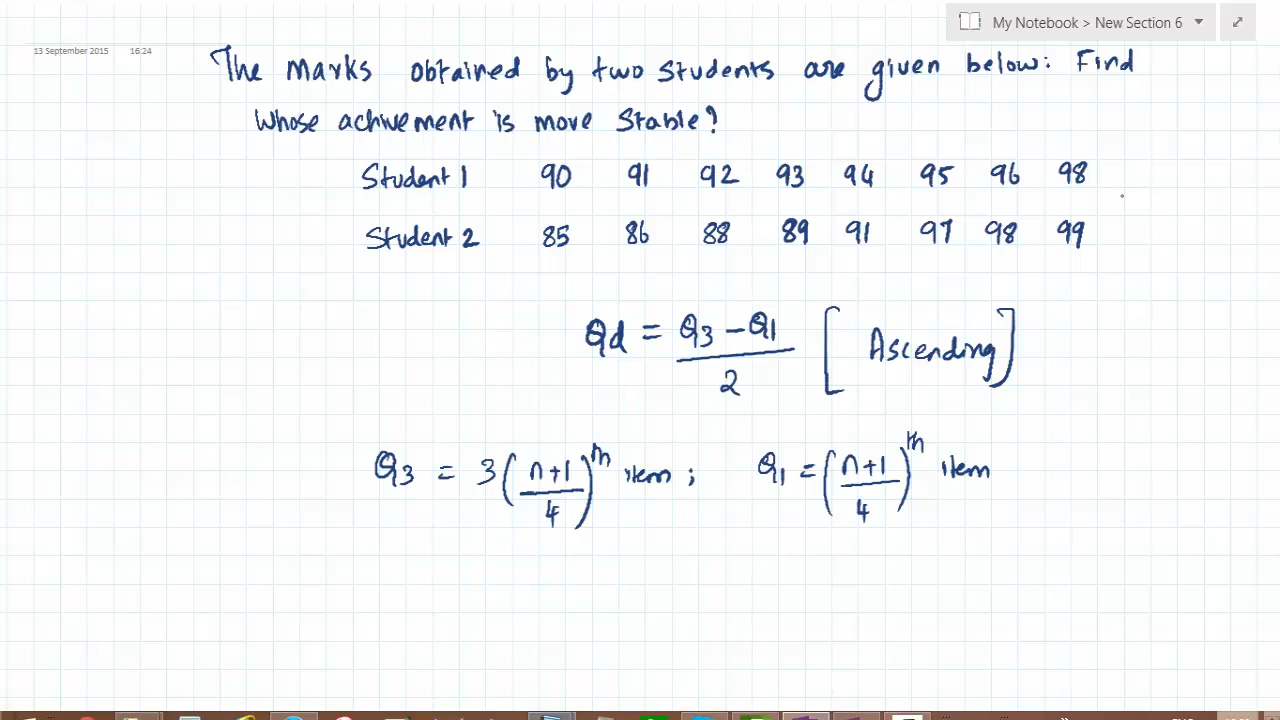 My Notebook > New Section 6
13 September 2015 16:24
The Marks obtained by two Students are given below: Find
Whose achivement is move Stable?
Student 1 90 91 92 93 94 95 96 98
Student 2 85 86 88 89 91 97 98 99
Qd = Q3 - Q1 / 2 [ Ascending ]
Q3 = 3 ( n+1 / 4 )th item ; Q1 = ( n+1 / 4 )th item